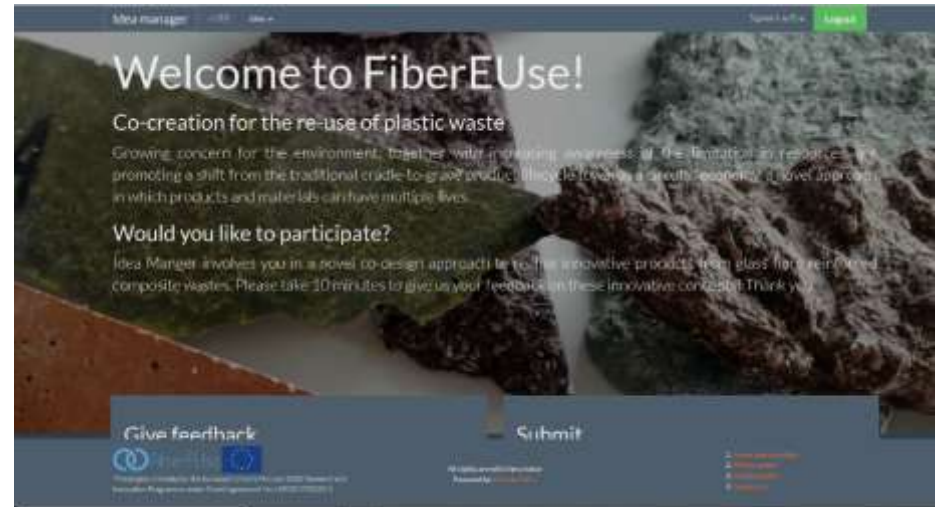 Idea manager
Logout
Welcome to FiberEUse!
Co-creation for the re-use of plastic waste
Growing concern for the environment, together with increasing awareness of the limitation in resources are
promoting a shift from the traditional cradle-to-grave product lifecycle towards a circular economy, a novel approach
in which products and materials can have multiple lives.
Would you like to participate?
Idea Manger involves you in a novel co-design approach to innovative products from glass fibre reinforced
composite wastes. Please take 10 minutes to give us your feedback on these innovative concepts! Thank you
Give feedback
Submit
FiberEUse